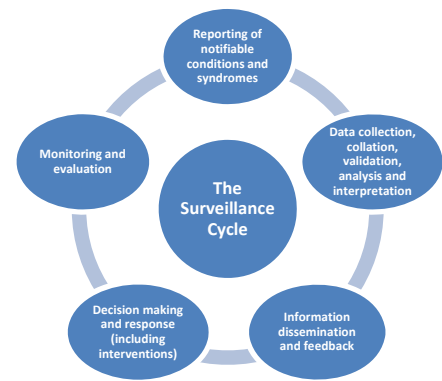 Reporting of
notifiable
conditions and
syndromes
Data collection,
collation,
validation,
analysis and
interpretation
Information
dissemination
and feedback
Decision making
and response
(including
interventions)
Monitoring and
evaluation
The
Surveillance
Cycle